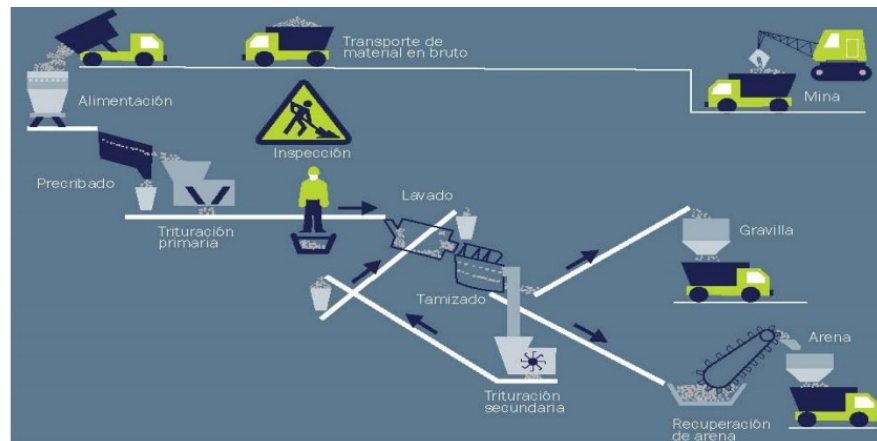 Transporte de
material en bruto
Mina
Alimentación
Inspección
Precribado
Trituración
primaria
Lavado
Gravilla
Tamizado
Arena
Trituración
secundaria
Recuperación
de arena